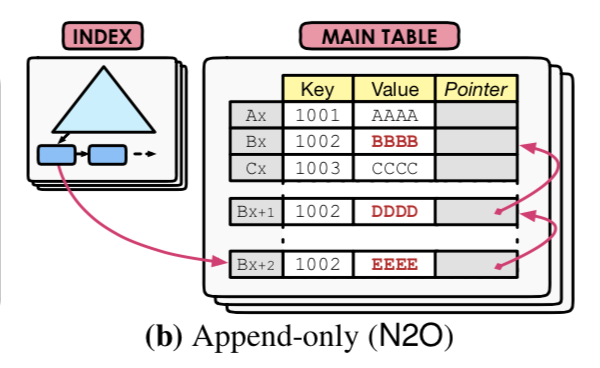 INDEX MAIN TABLE
Key Value Pointer
Ax 1001 AAAA
Bx 1002 BBBB
Cx 1003 CCCC
Bx+1 1002 DDDD
Bx+2 1002 EEEE
(b) Append-only (N2O)